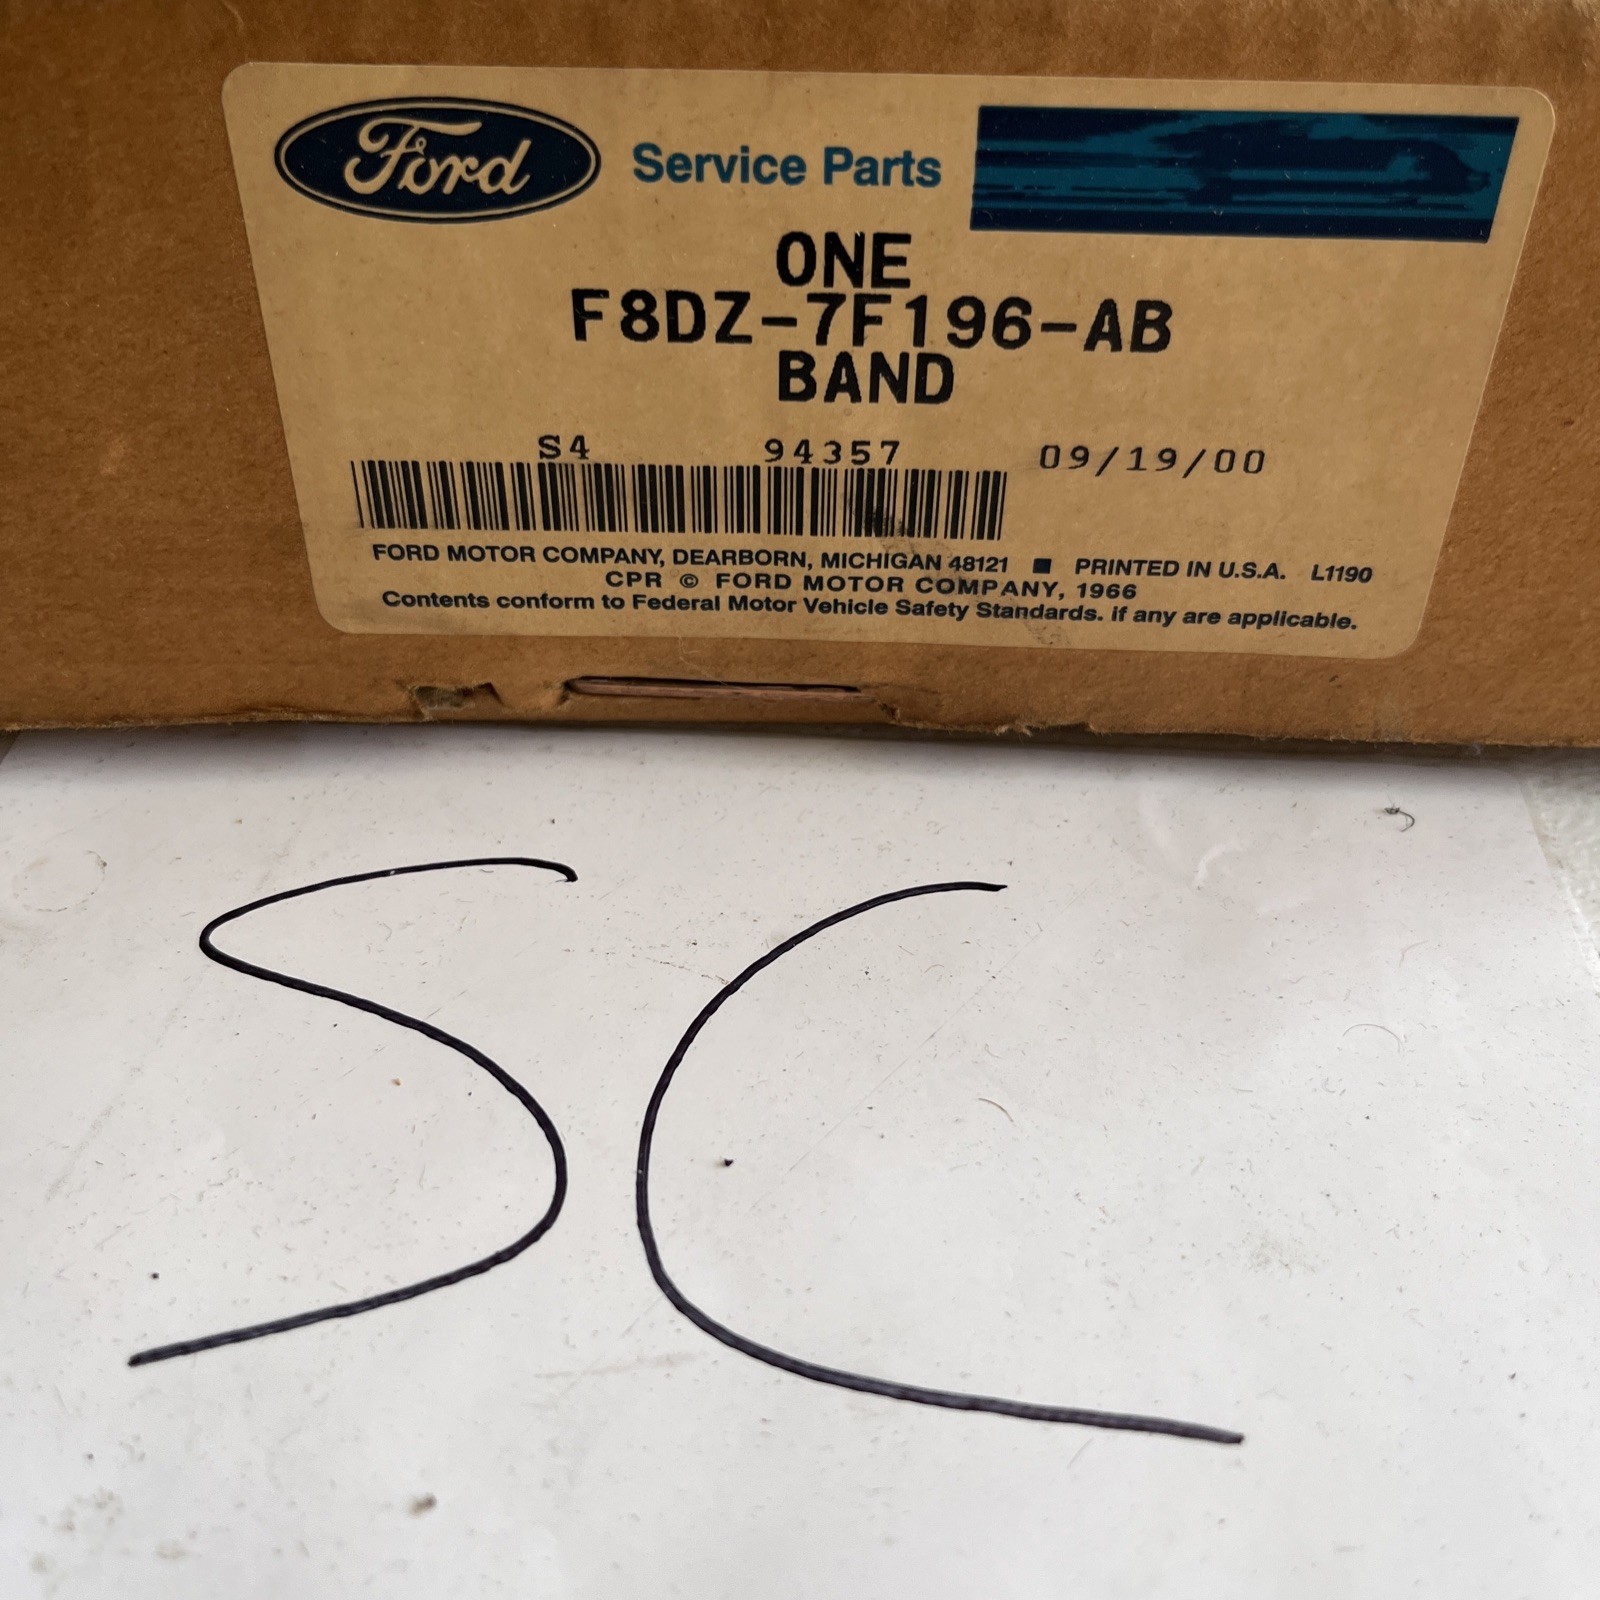 Ford Service Parts
ONE
F8DZ-7F196-AB
BAND
S4 94357 09/19/00
FORD MOTOR COMPANY, DEARBORN, MICHIGAN 48121 ■ PRINTED IN U.S.A. L1190
CPR © FORD MOTOR COMPANY, 1966
Contents conform to Federal Motor Vehicle Safety Standards. if any are applicable.
SC